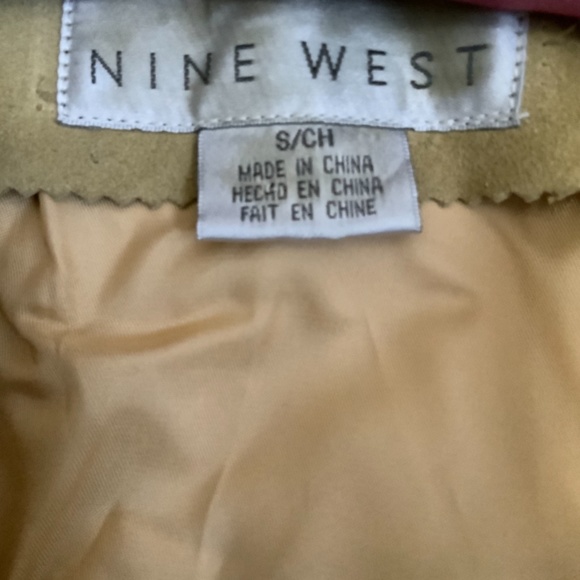 NINE WEST
S/CH
MADE IN CHINA
HECHO EN CHINA
FAIT EN CHINE